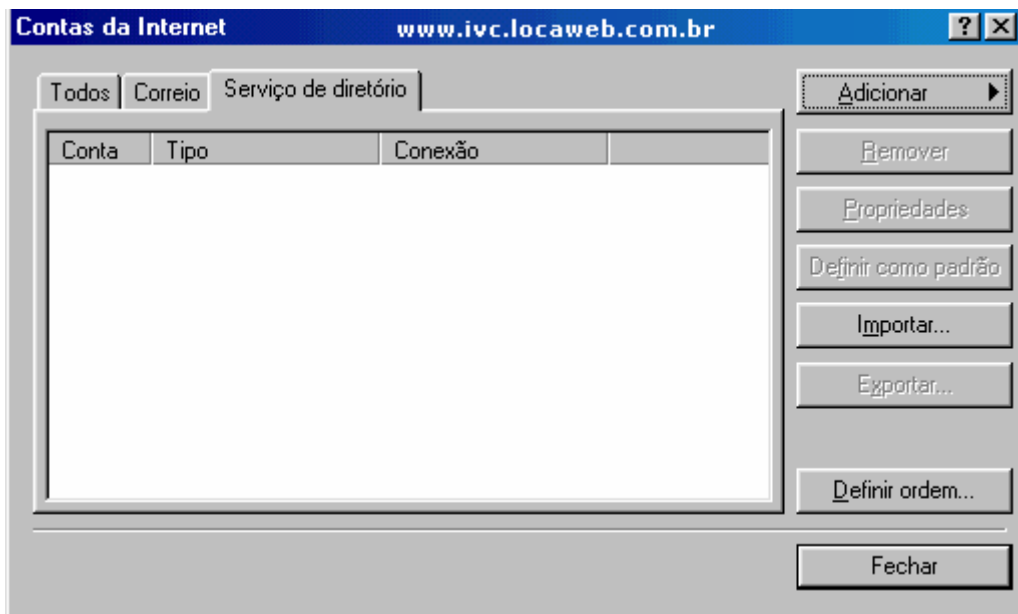 Contas da Internet www.ivc.locaweb.com.br
Todos Correio Serviço de diretório
Conta Tipo Conexão
Adicionar
Remover
Propriedades
Definir como padrão
Importar...
Exportar...
Definir ordem...
Fechar